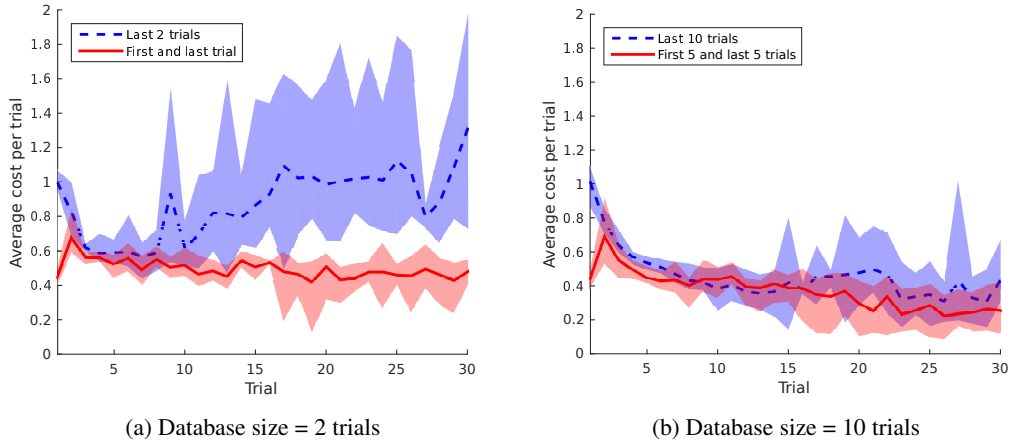 2
1.8
1.6
1.4
1.2
1
0.8
0.6
0.4
0.2
0
Average cost per trial
Last 2 trials
First and last trial
5 10 15 20 25 30
Trial
(a) Database size = 2 trials
2
1.8
1.6
1.4
1.2
1
0.8
0.6
0.4
0.2
0
Average cost per trial
Last 10 trials
First 5 and last 5 trials
5 10 15 20 25 30
Trial
(b) Database size = 10 trials